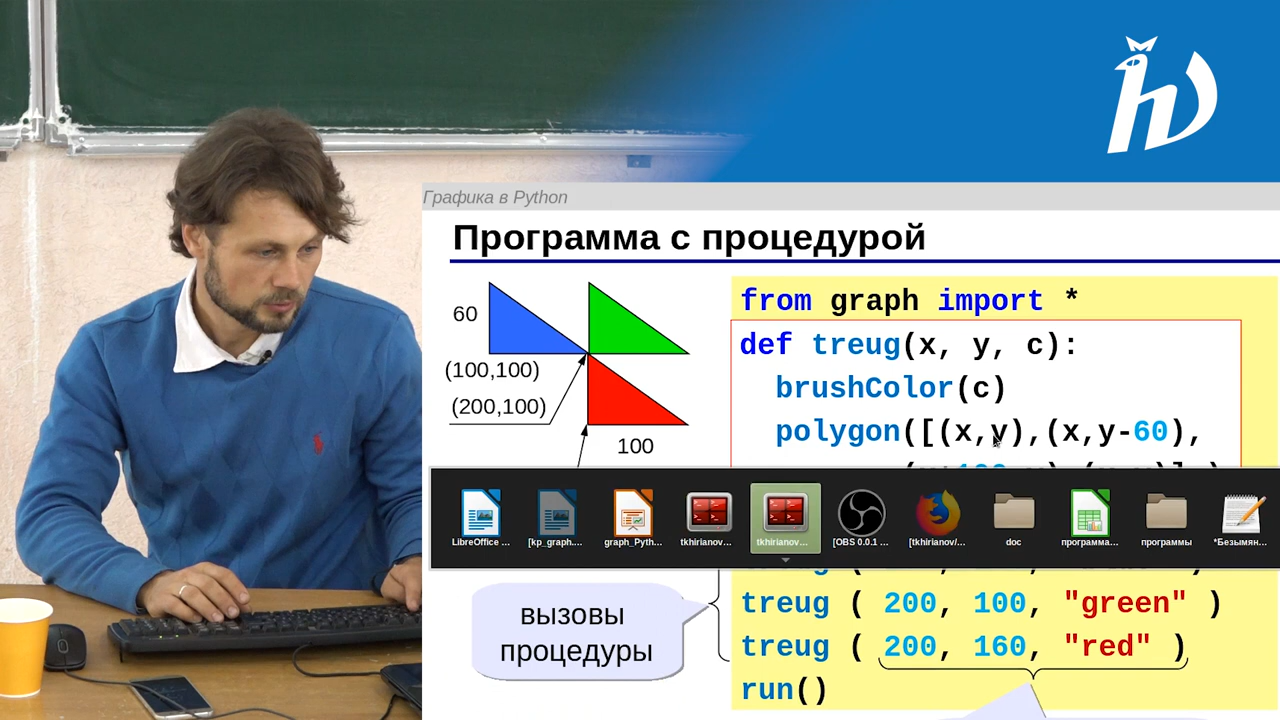 Графика в Python
Программа с процедурой
60
(100,100)
(200,100)
100
from graph import *
def treug(x, y, c):
brushColor(c)
polygon([(x,y),(x,y-60),
LibreOffice ...
[kp_graph....
graph_Pyth...
tkhirianov...
tkhirianov...
[OBS 0.0.1 ...
[tkhirianov/...
doc
программа...
программы
*Безымян...
вызовы
процедуры
treug ( 200, 100, "green" )
treug ( 200, 160, "red" )
run()